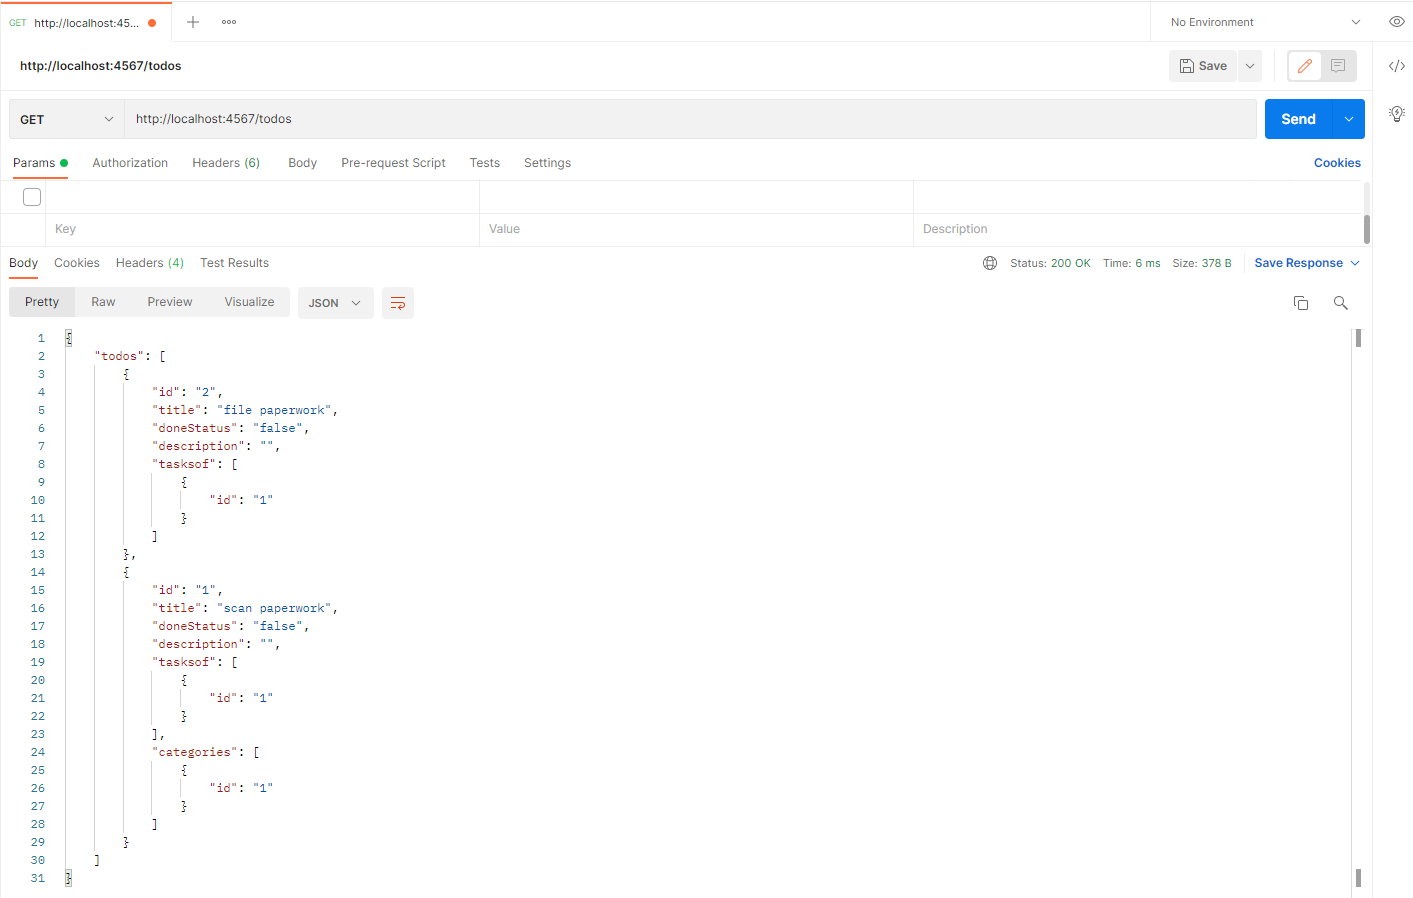 GET http://localhost:45... No Environment
http://localhost:4567/todos Save
GET http://localhost:4567/todos Send
Params Authorization Headers (6) Body Pre-request Script Tests Settings Cookies
Key Value Description
Body Cookies Headers (4) Test Results Status: 200 OK Time: 6 ms Size: 378 B Save Response
Pretty Raw Preview Visualize JSON
1 {
2 "todos": [
3 {
4 "id": "2",
5 "title": "file paperwork",
6 "doneStatus": "false",
7 "description": "",
8 "tasksof": [
9 {
10 "id": "1"
11 }
12 ]
13 },
14 {
15 "id": "1",
16 "title": "scan paperwork",
17 "doneStatus": "false",
18 "description": "",
19 "tasksof": [
20 {
21 "id": "1"
22 }
23 ],
24 "categories": [
25 {
26 "id": "1"
27 }
28 ]
29 }
30 ]
31 }